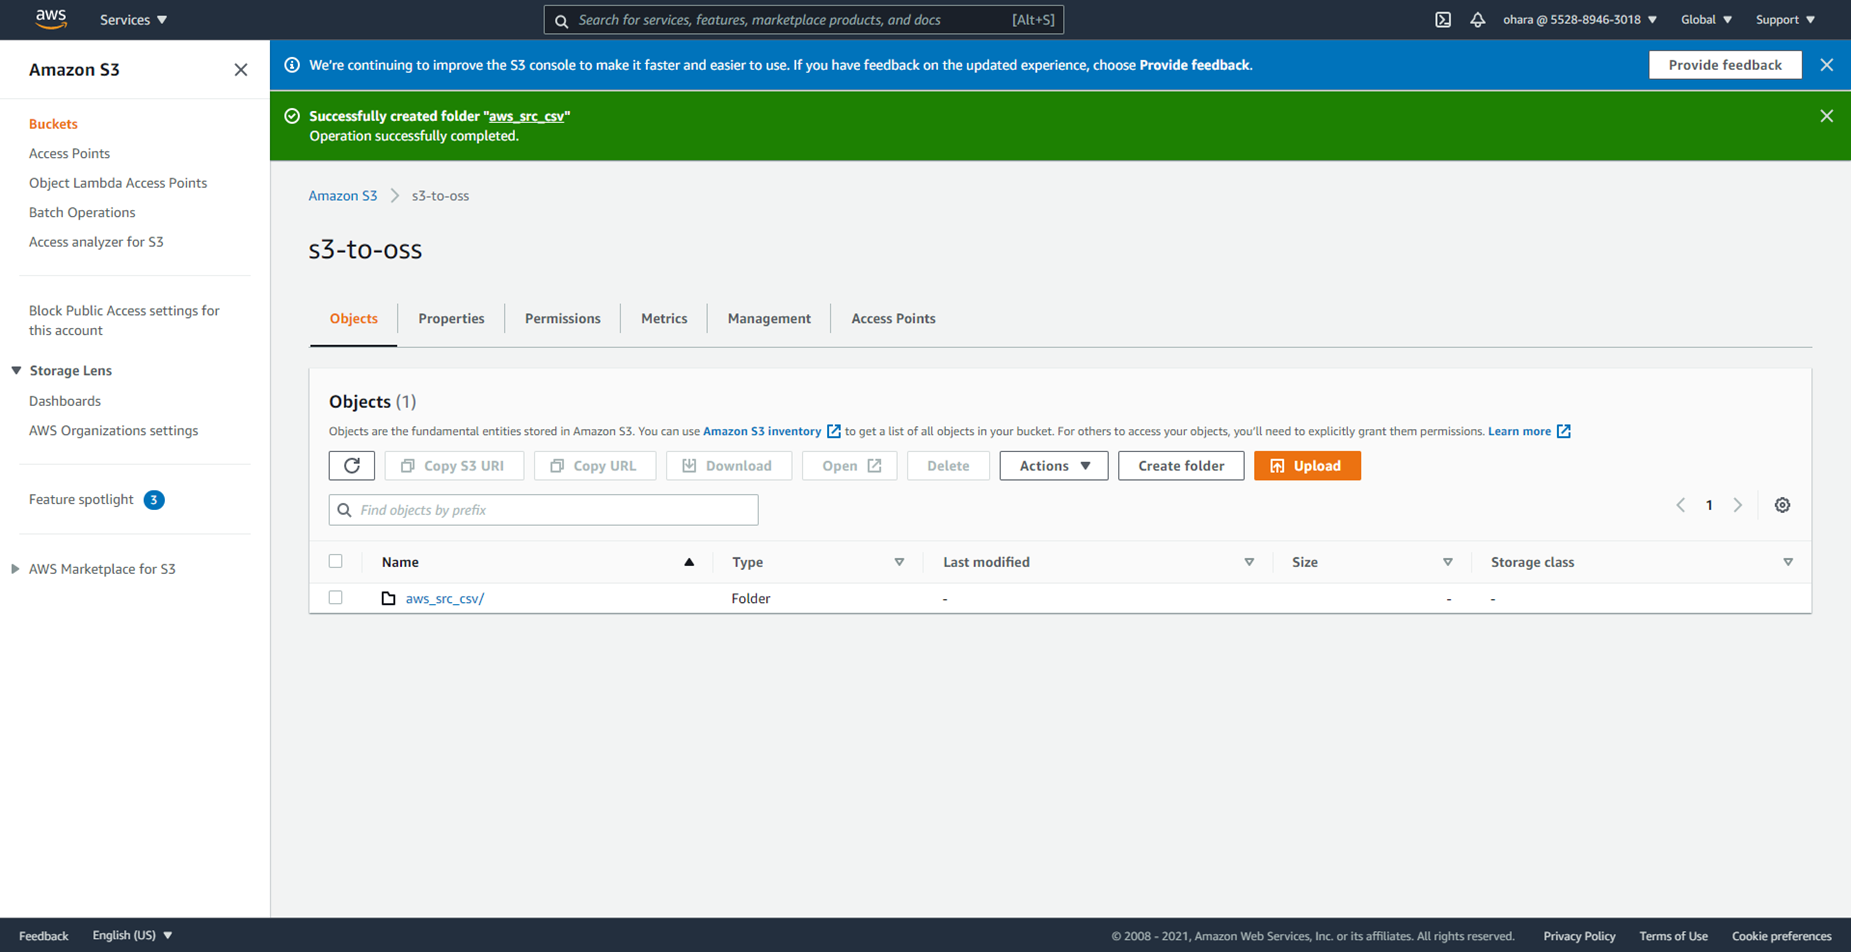 aws
Services
Search for services, features, marketplace products, and docs [Alt+S]
ohara @ 5528-8946-3018
Global
Support
Amazon S3
Buckets
Access Points
Object Lambda Access Points
Batch Operations
Access analyzer for S3
Block Public Access settings for
this account
Storage Lens
Dashboards
AWS Organizations settings
Feature spotlight 3
AWS Marketplace for S3
We're continuing to improve the S3 console to make it faster and easier to use. If you have feedback on the updated experience, choose Provide feedback.
Provide feedback
Successfully created folder "aws_src_csv"
Operation successfully completed.
Amazon S3 > s3-to-oss
s3-to-oss
Objects Properties Permissions Metrics Management Access Points
Objects (1)
Objects are the fundamental entities stored in Amazon S3. You can use Amazon S3 inventory to get a list of all objects in your bucket. For others to access your objects, you'll need to explicitly grant them permissions. Learn more
Copy S3 URI Copy URL Download Open Delete Actions Create folder Upload
Find objects by prefix
1
Name Type Last modified Size Storage class
aws_src_csv/ Folder - - -
Feedback English (US)
© 2008 - 2021, Amazon Web Services, Inc. or its affiliates. All rights reserved. Privacy Policy Terms of Use Cookie preferences